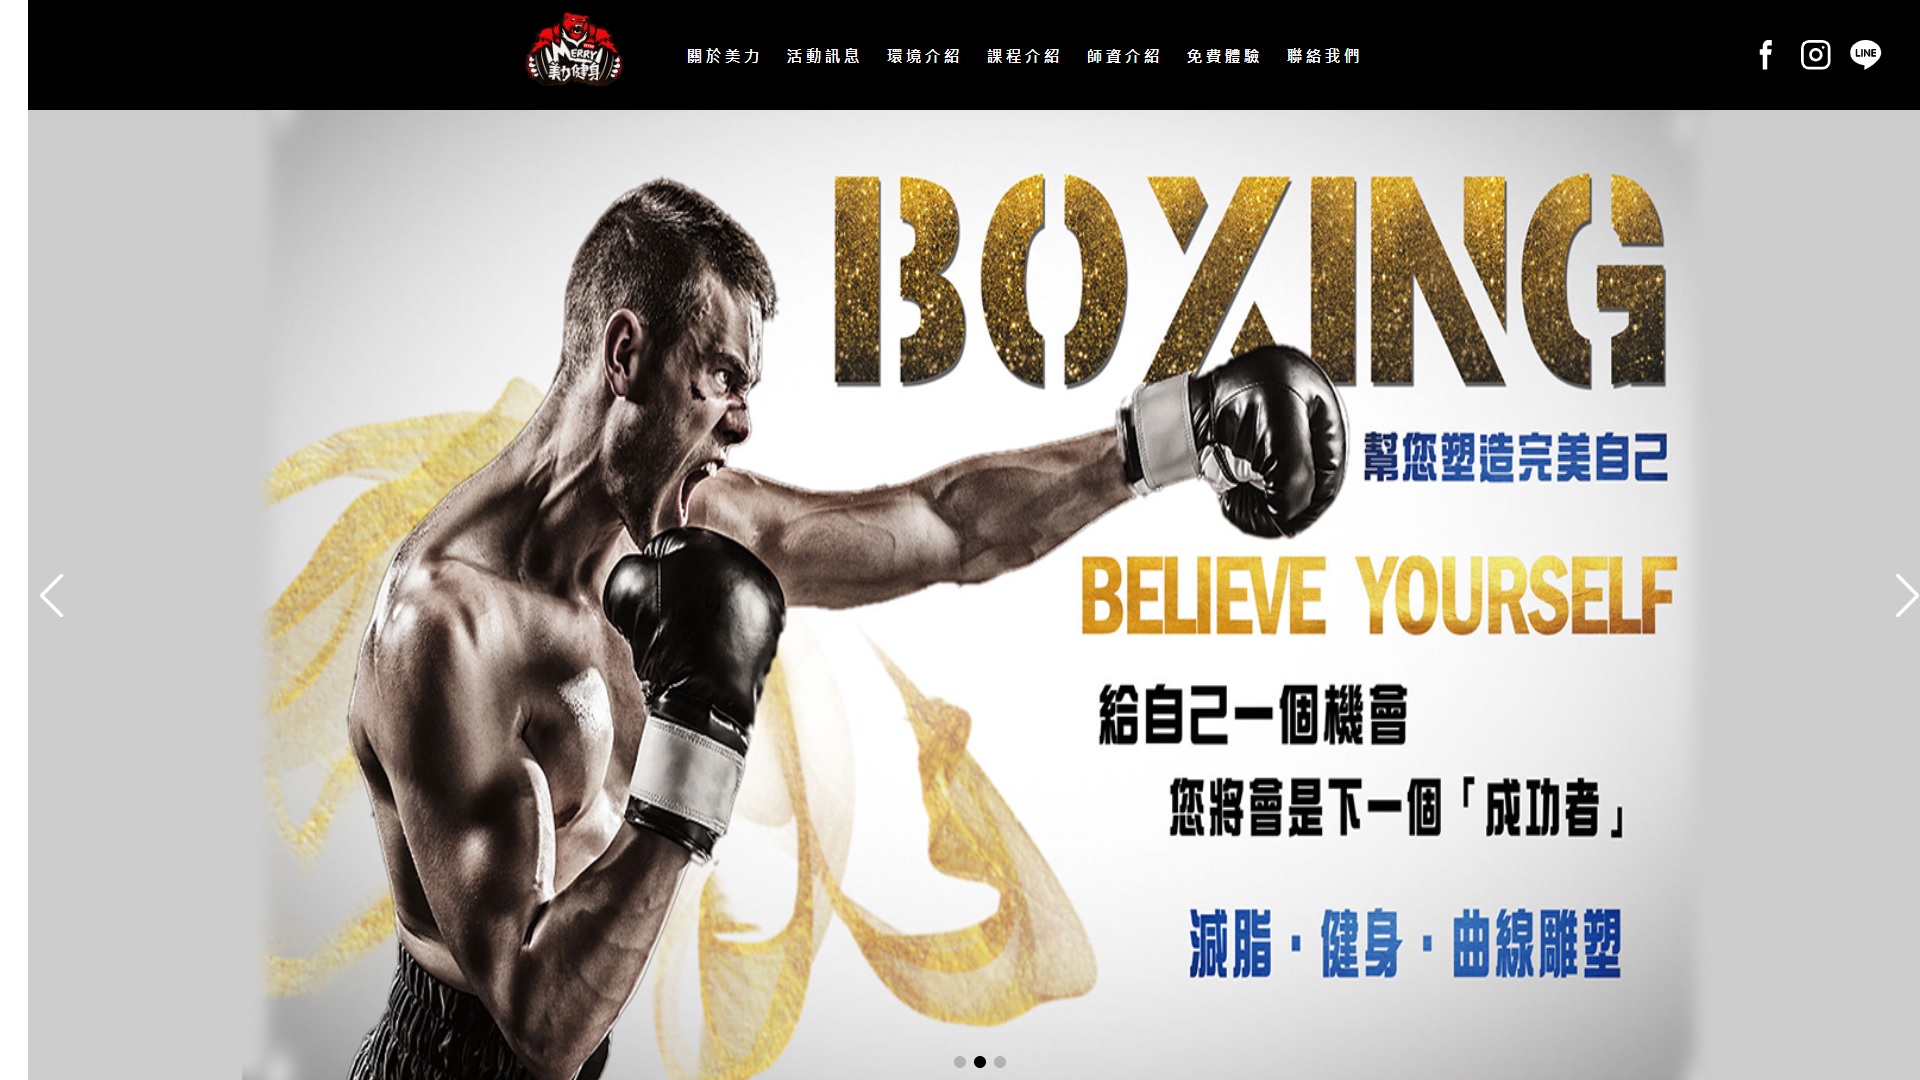 MERRY
美力健身
關於美力 活動訊息 環境介紹 課程介紹 師資介紹 免費體驗 聯絡我們
LINE
BOXING
幫您塑造完美自己
BELIEVE YOURSELF
給自己一個機會
您將會是下一個「成功者」
減脂·健身·曲線雕塑